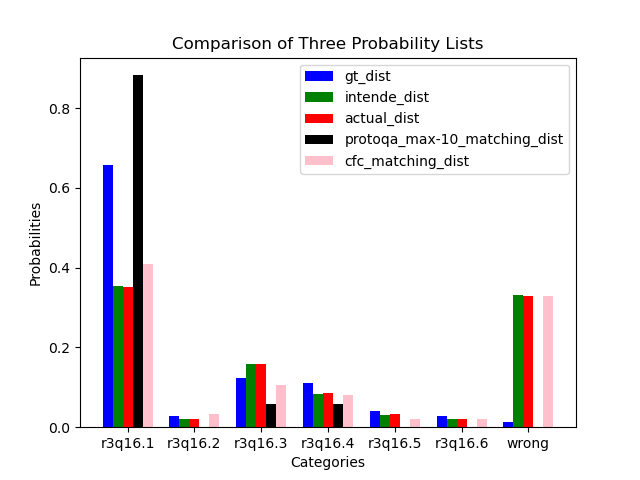 Comparison of Three Probability Lists
gt_dist
intende_dist
actual_dist
protoqa_max-10_matching_dist
cfc_matching_dist
Probabilities
0.8
0.6
0.4
0.2
0.0
r3q16.1 r3q16.2 r3q16.3 r3q16.4 r3q16.5 r3q16.6 wrong
Categories